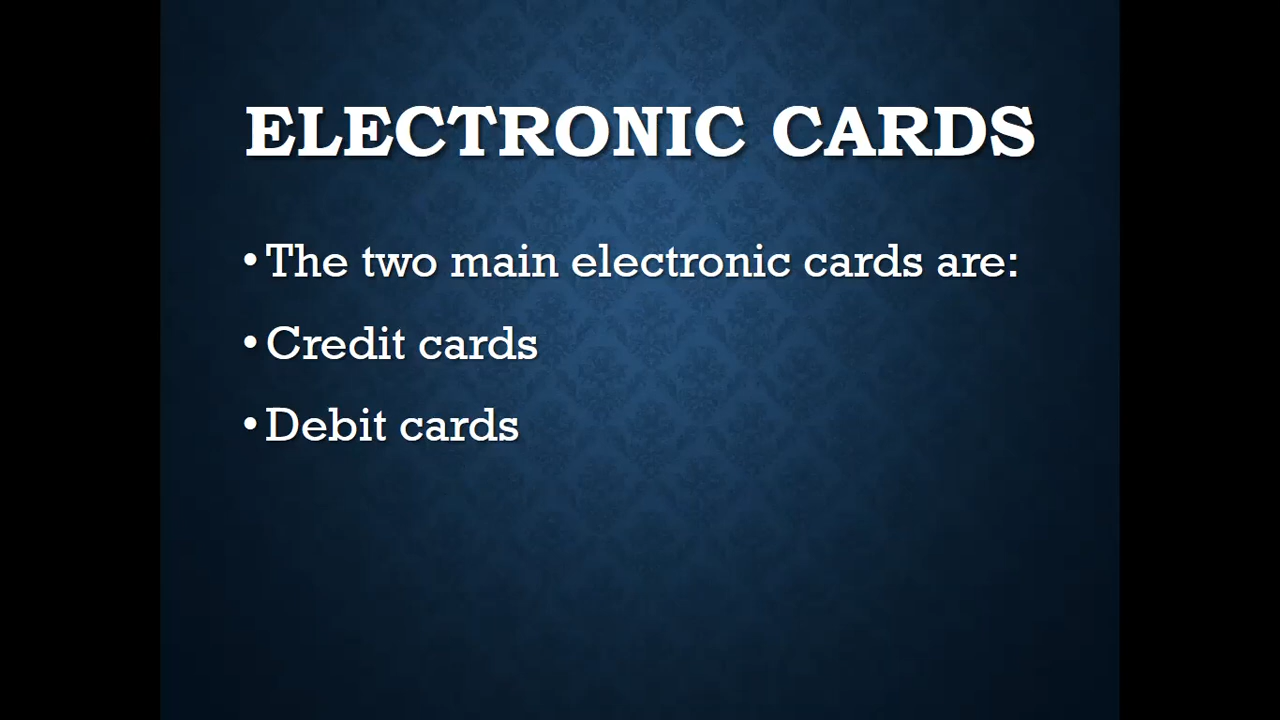 ELECTRONIC CARDS
• The two main electronic cards are:
• Credit cards
• Debit cards